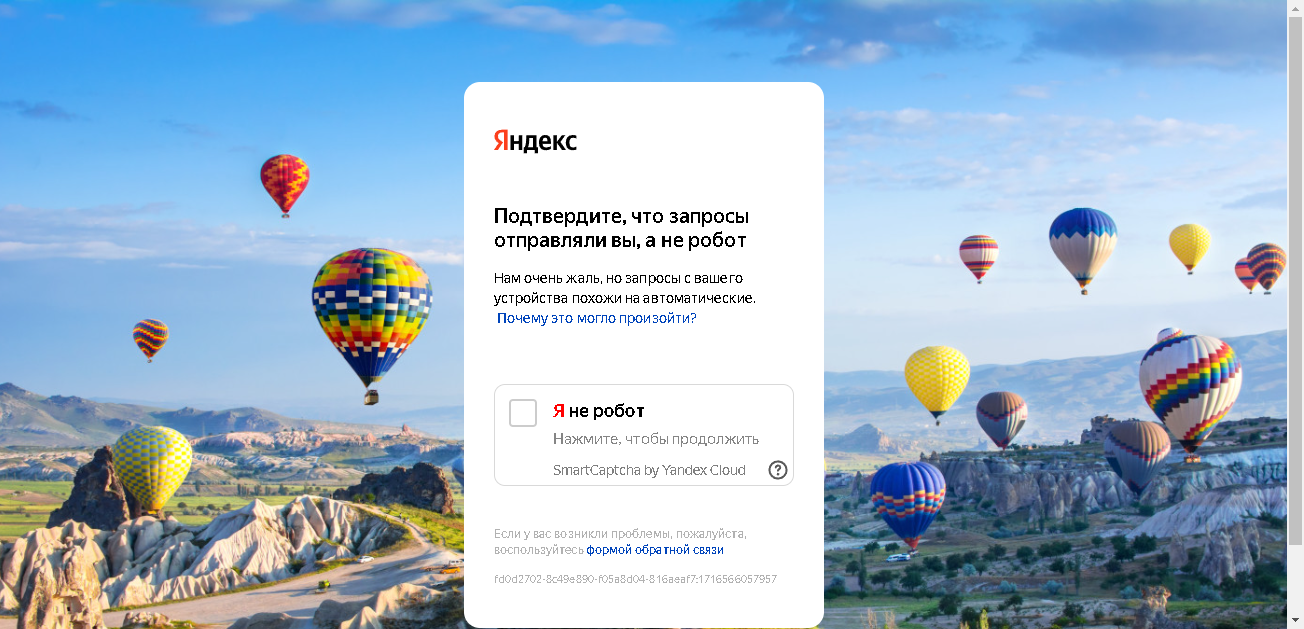 Яндекс
Подтвердите, что запросы
отправляли вы, а не робот
Нам очень жаль, но запросы с вашего
устройства похожи на автоматические.
Почему это могло произойти?
Я не робот
Нажмите, чтобы продолжить
SmartCaptcha by Yandex Cloud
Если у вас возникли проблемы, пожалуйста,
воспользуйтесь формой обратной связи
fd0d2702-8c49e890-f05a8d04-816aeaf7:1716566057957